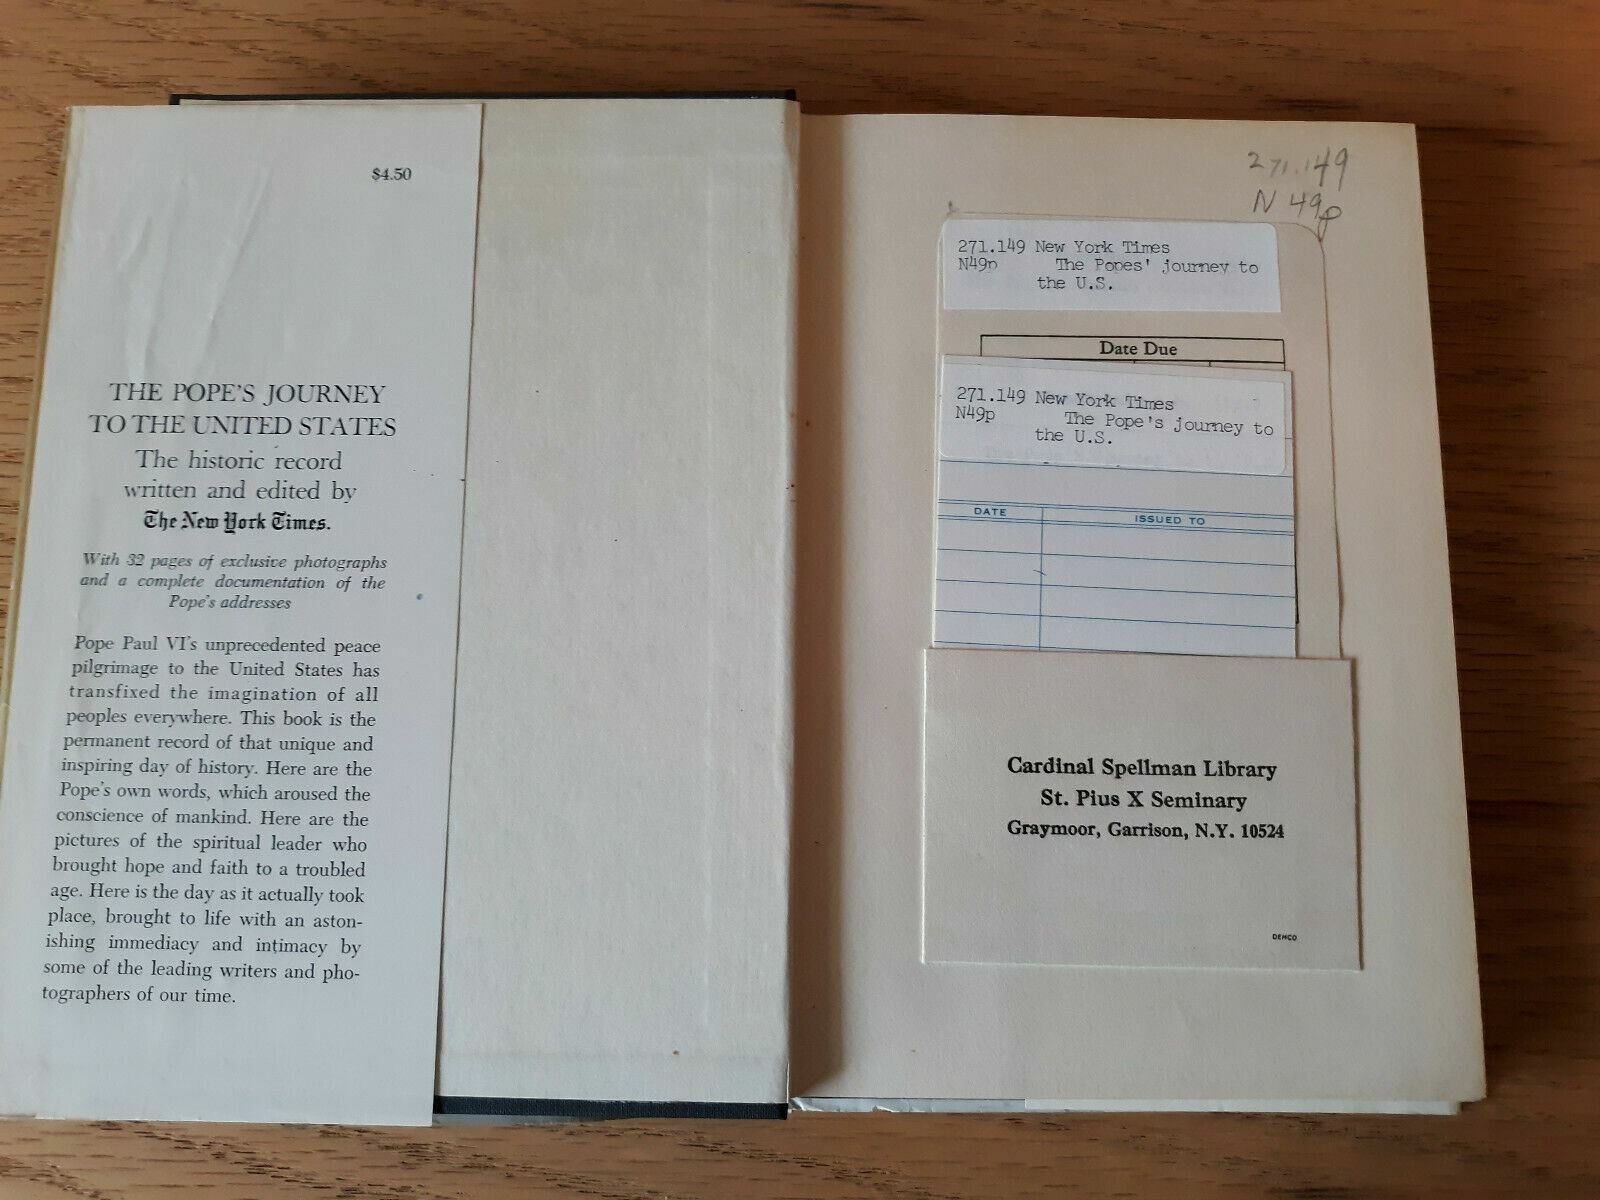 $4.50
THE POPE'S JOURNEY
TO THE UNITED STATES
The historic record
written and edited by
The New York Times.
With 32 pages of exclusive photographs
and a complete documentation of the
Pope's addresses
Pope Paul VI's unprecedented peace
pilgrimage to the United States has
transfixed the imagination of all
peoples everywhere. This book is the
permanent record of that unique and
inspiring day of history. Here are the
Pope's own words, which aroused the
conscience of mankind. Here are the
pictures of the spiritual leader who
brought hope and faith to a troubled
age. Here is the day as it actually took
place, brought to life with an aston-
ishing immediacy and intimacy by
some of the leading writers and pho-
tographers of our time.
271.149
N 49p
271.149 New York Times
N49p The Popes' journey to
the U.S.
Date Due
271.149 New York Times
N49p The Pope's journey to
the U.S.
DATE ISSUED TO
Cardinal Spellman Library
St. Pius X Seminary
Graymoor, Garrison, N.Y. 10524
DEMCO